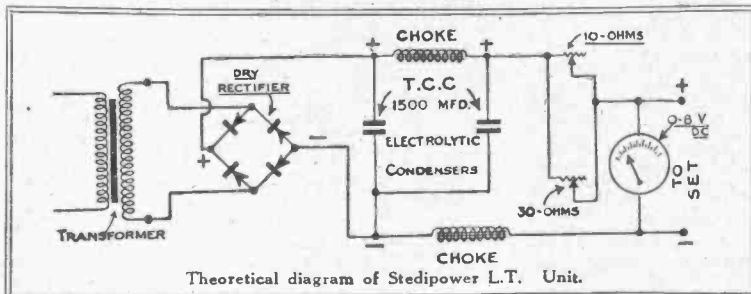 CHOKE
10-OHMS
+
+
DRY
RECTIFIER
T.C.C
1500 MFD.
+
0-8 V
DC
-
+
ELECTROLYTIC
CONDENSERS
TO SET
30-OHMS
TRANSFORMER
-
-
CHOKE
Theoretical diagram of Stedipower L.T. Unit.